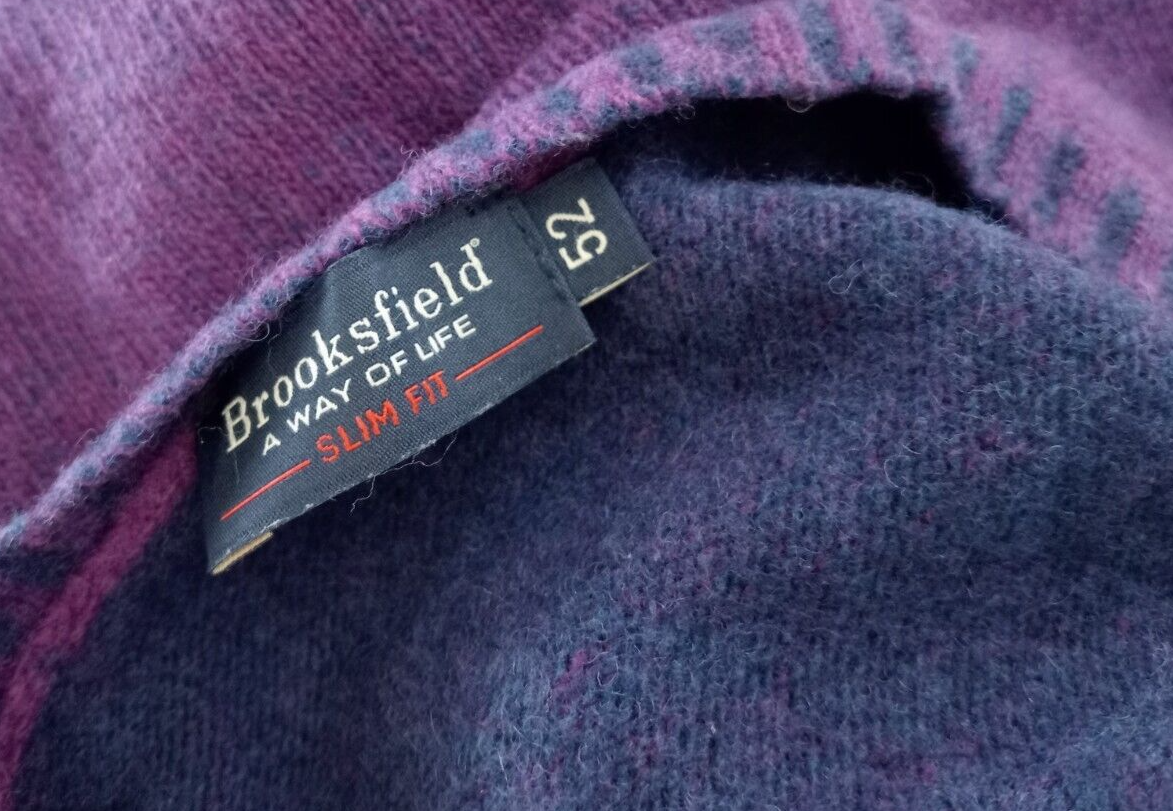 Brooksfield®
A WAY OF LIFE
SLIM FIT
52